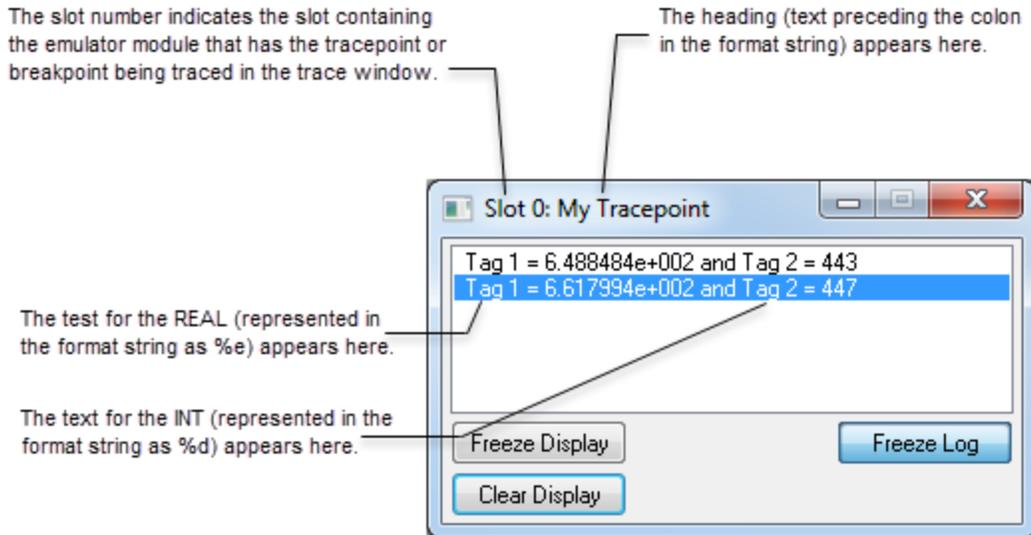 The slot number indicates the slot containing
the emulator module that has the tracepoint or
breakpoint being traced in the trace window.
The heading (text preceding the colon
in the format string) appears here.
Slot 0: My Tracepoint
Tag 1 = 6.488484e+002 and Tag 2 = 443
Tag 1 = 6.617994e+002 and Tag 2 = 447
The test for the REAL (represented in
the format string as %e) appears here.
The text for the INT (represented in the
format string as %d) appears here.
Freeze Display
Freeze Log
Clear Display